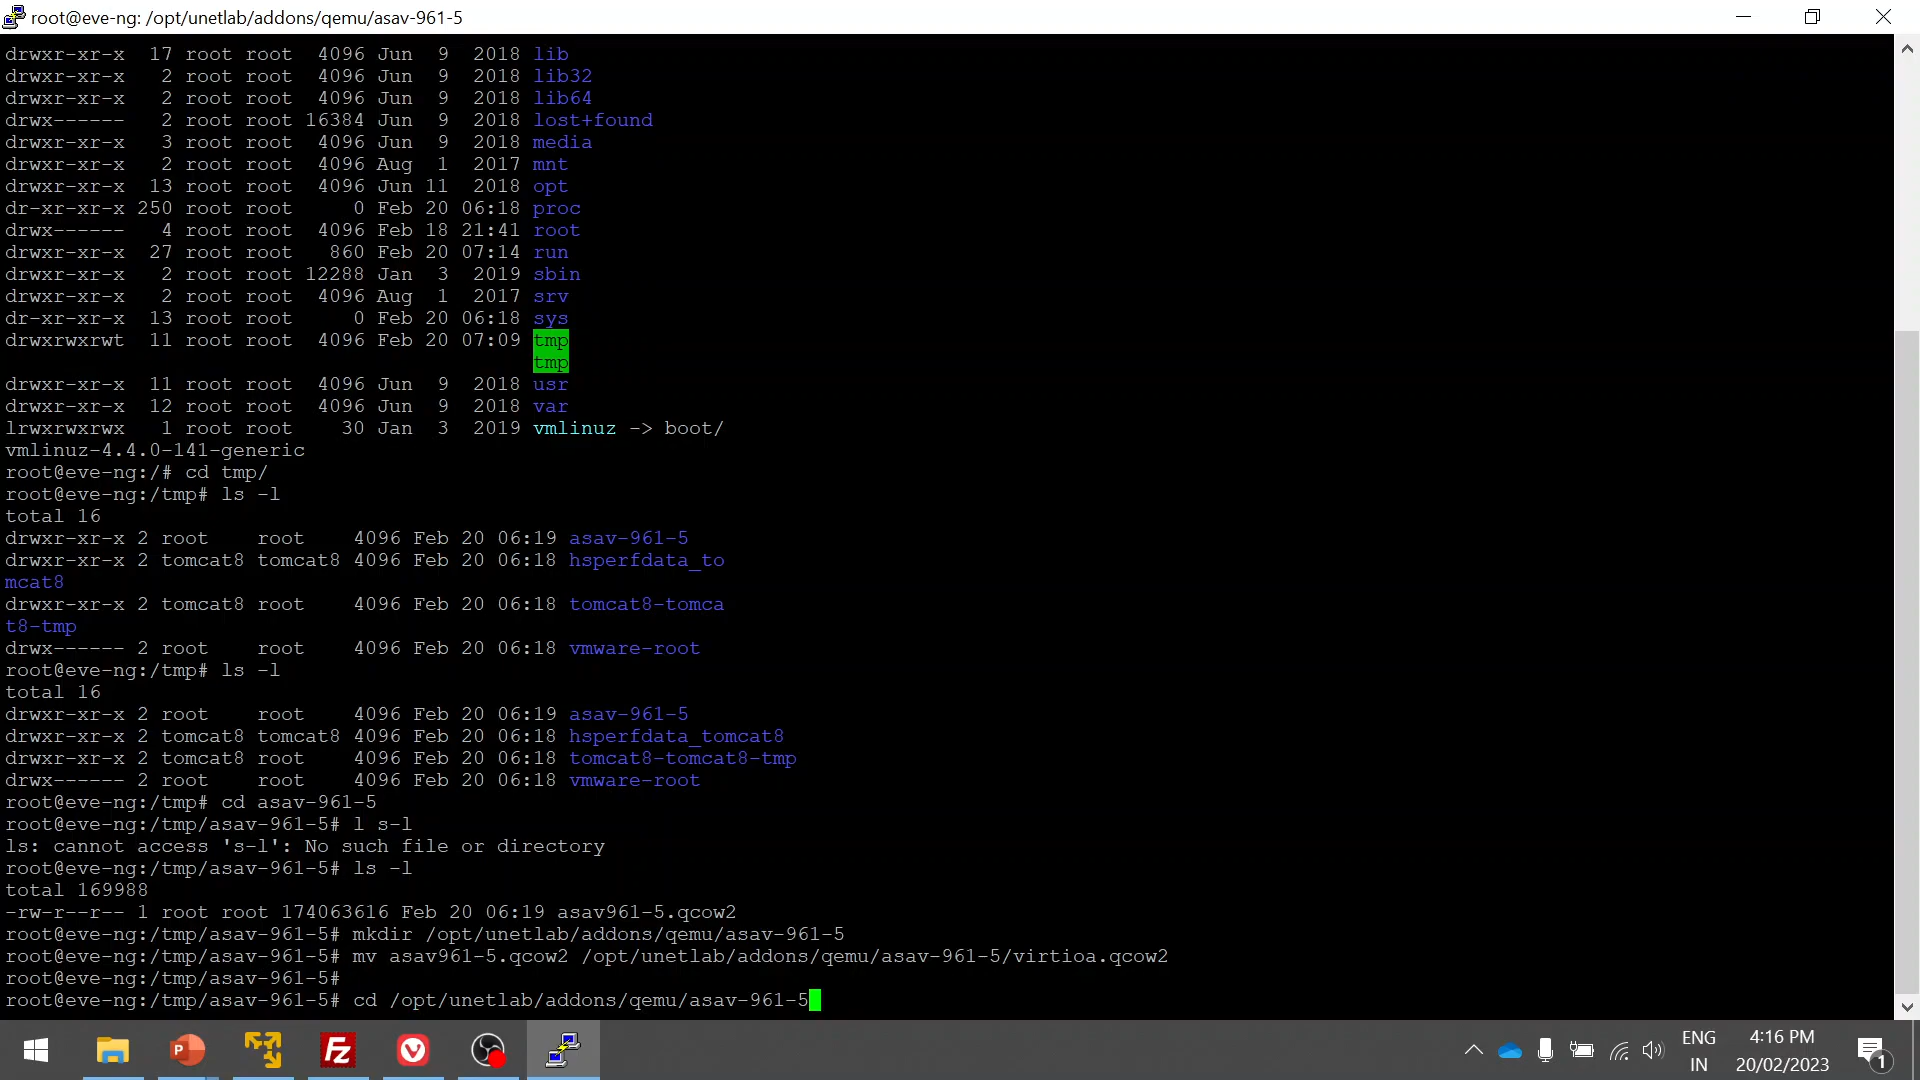 root@eve-ng: /opt/unetlab/addons/qemu/asav-961-5
drwxr-xr-x  17 root root  4096 Jun  9  2018 lib
drwxr-xr-x   2 root root  4096 Jun  9  2018 lib32
drwxr-xr-x   2 root root  4096 Jun  9  2018 lib64
drwx------   2 root root 16384 Jun  9  2018 lost+found
drwxr-xr-x   3 root root  4096 Jun  9  2018 media
drwxr-xr-x   2 root root  4096 Aug  1  2017 mnt
drwxr-xr-x  13 root root  4096 Jun 11  2018 opt
dr-xr-xr-x 250 root root     0 Feb 20 06:18 proc
drwx------   4 root root  4096 Feb 18 21:41 root
drwxr-xr-x  27 root root   860 Feb 20 07:14 run
drwxr-xr-x   2 root root 12288 Jan  3  2019 sbin
drwxr-xr-x   2 root root  4096 Aug  1  2017 srv
dr-xr-xr-x  13 root root     0 Feb 20 06:18 sys
drwxrwxrwt  11 root root  4096 Feb 20 07:09 tmp
tmp
drwxr-xr-x  11 root root  4096 Jun  9  2018 usr
drwxr-xr-x  12 root root  4096 Jun  9  2018 var
lrwxrwxrwx   1 root root    30 Jan  3  2019 vmlinuz -> boot/
vmlinuz-4.4.0-141-generic
root@eve-ng:/# cd tmp/
root@eve-ng:/tmp# ls -l
total 16
drwxr-xr-x 2 root    root    4096 Feb 20 06:19 asav-961-5
drwxr-xr-x 2 tomcat8 tomcat8 4096 Feb 20 06:18 hsperfdata_to
mcat8
drwxr-xr-x 2 tomcat8 root    4096 Feb 20 06:18 tomcat8-tomca
t8-tmp
drwx------ 2 root    root    4096 Feb 20 06:18 vmware-root
root@eve-ng:/tmp# ls -l
total 16
drwxr-xr-x 2 root    root    4096 Feb 20 06:19 asav-961-5
drwxr-xr-x 2 tomcat8 tomcat8 4096 Feb 20 06:18 hsperfdata_tomcat8
drwxr-xr-x 2 tomcat8 root    4096 Feb 20 06:18 tomcat8-tomcat8-tmp
drwx------ 2 root    root    4096 Feb 20 06:18 vmware-root
root@eve-ng:/tmp# cd asav-961-5
root@eve-ng:/tmp/asav-961-5# l s-l
ls: cannot access 's-l': No such file or directory
root@eve-ng:/tmp/asav-961-5# ls -l
total 169988
-rw-r--r-- 1 root root 174063616 Feb 20 06:19 asav961-5.qcow2
root@eve-ng:/tmp/asav-961-5# mkdir /opt/unetlab/addons/qemu/asav-961-5
root@eve-ng:/tmp/asav-961-5# mv asav961-5.qcow2 /opt/unetlab/addons/qemu/asav-961-5/virtioa.qcow2
root@eve-ng:/tmp/asav-961-5#
root@eve-ng:/tmp/asav-961-5# cd /opt/unetlab/addons/qemu/asav-961-5
P
FZ
ENG
IN
4:16 PM
20/02/2023
1